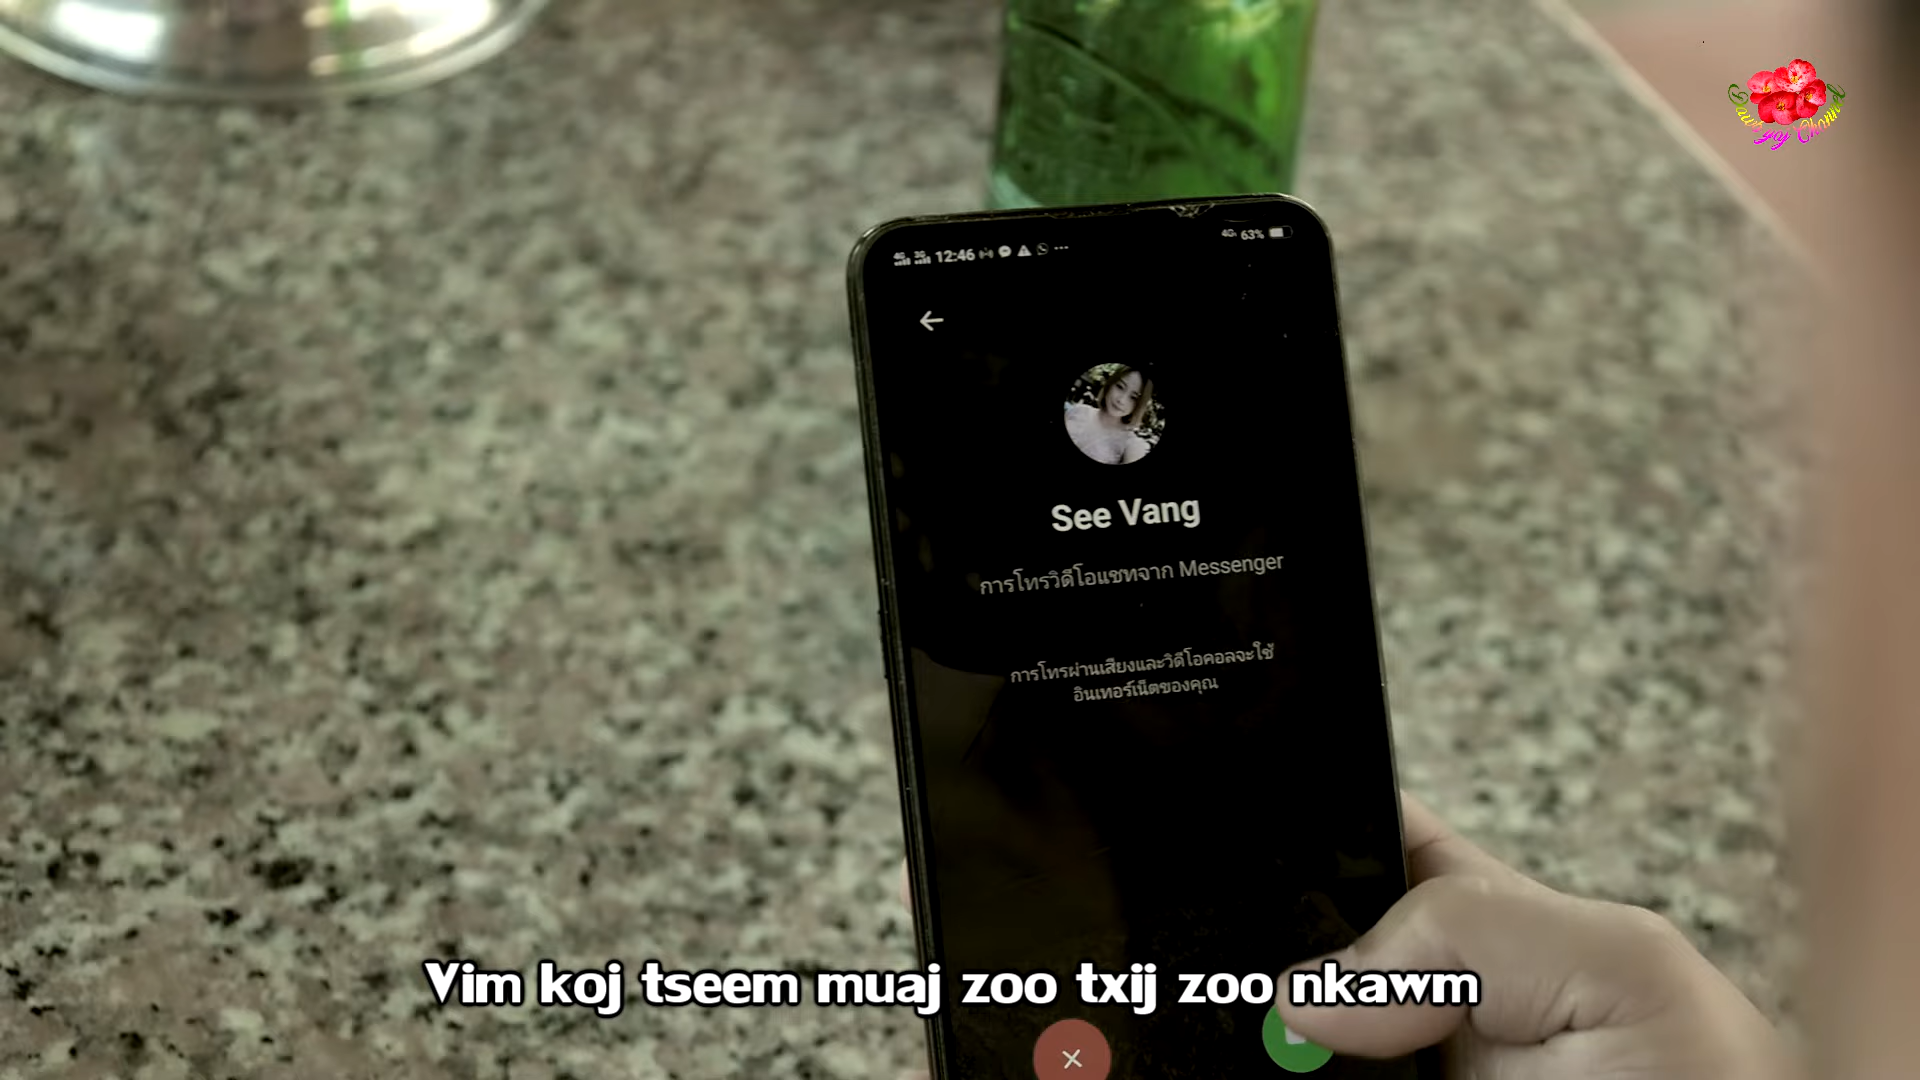 4G 3G 12:46
4G 63%
See Vang
การโทรวิดีโอแชทจาก Messenger
การโทรผ่านเสียงและวิดีโอคอลจะใช้
อินเทอร์เน็ตของคุณ
Vim koj tseem muaj zoo txij zoo nkawm